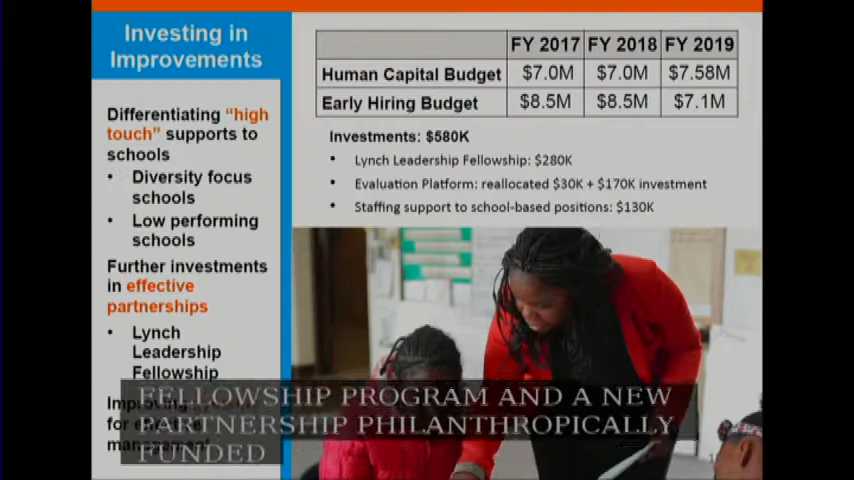 Investing in
Improvements
Differentiating "high
touch" supports to
schools
• Diversity focus
schools
• Low performing
schools
Further investments
in effective
partnerships
• Lynch
Leadership
Fellowship
for
FY 2017 FY 2018 FY 2019
Human Capital Budget $7.0M $7.0M $7.58M
Early Hiring Budget $8.5M $8.5M $7.1M
Investments: $580K
• Lynch Leadership Fellowship: $280K
• Evaluation Platform: reallocated $30K + $170K investment
• Staffing support to school-based positions: $130K
FELLOWSHIP PROGRAM AND A NEW
PARTNERSHIP PHILANTHROPICALLY
FUNDED